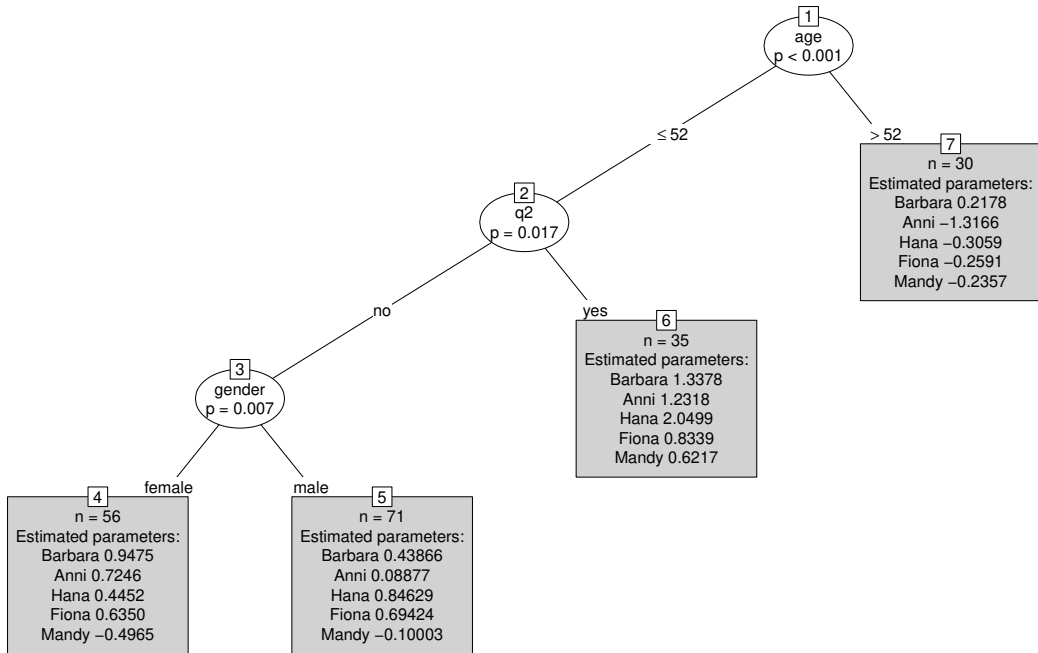 1
age
p < 0.001
≤ 52
> 52
2
q2
p = 0.017
7
n = 30
Estimated parameters:
Barbara 0.2178
Anni −1.3166
Hana −0.3059
Fiona −0.2591
Mandy −0.2357
no
yes
3
gender
p = 0.007
6
n = 35
Estimated parameters:
Barbara 1.3378
Anni 1.2318
Hana 2.0499
Fiona 0.8339
Mandy 0.6217
female
male
4
n = 56
Estimated parameters:
Barbara 0.9475
Anni 0.7246
Hana 0.4452
Fiona 0.6350
Mandy −0.4965
5
n = 71
Estimated parameters:
Barbara 0.43866
Anni 0.08877
Hana 0.84629
Fiona 0.69424
Mandy −0.10003